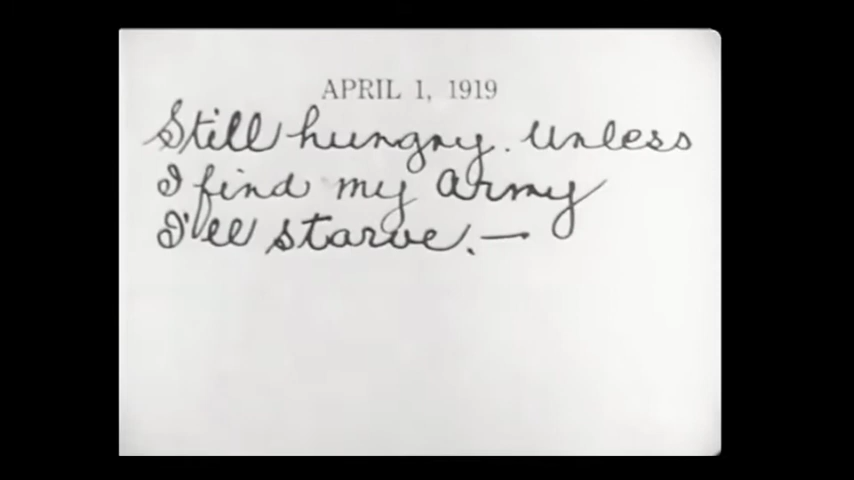 APRIL 1, 1919
Still hungry. Unless
I find my army
I'll starve. —